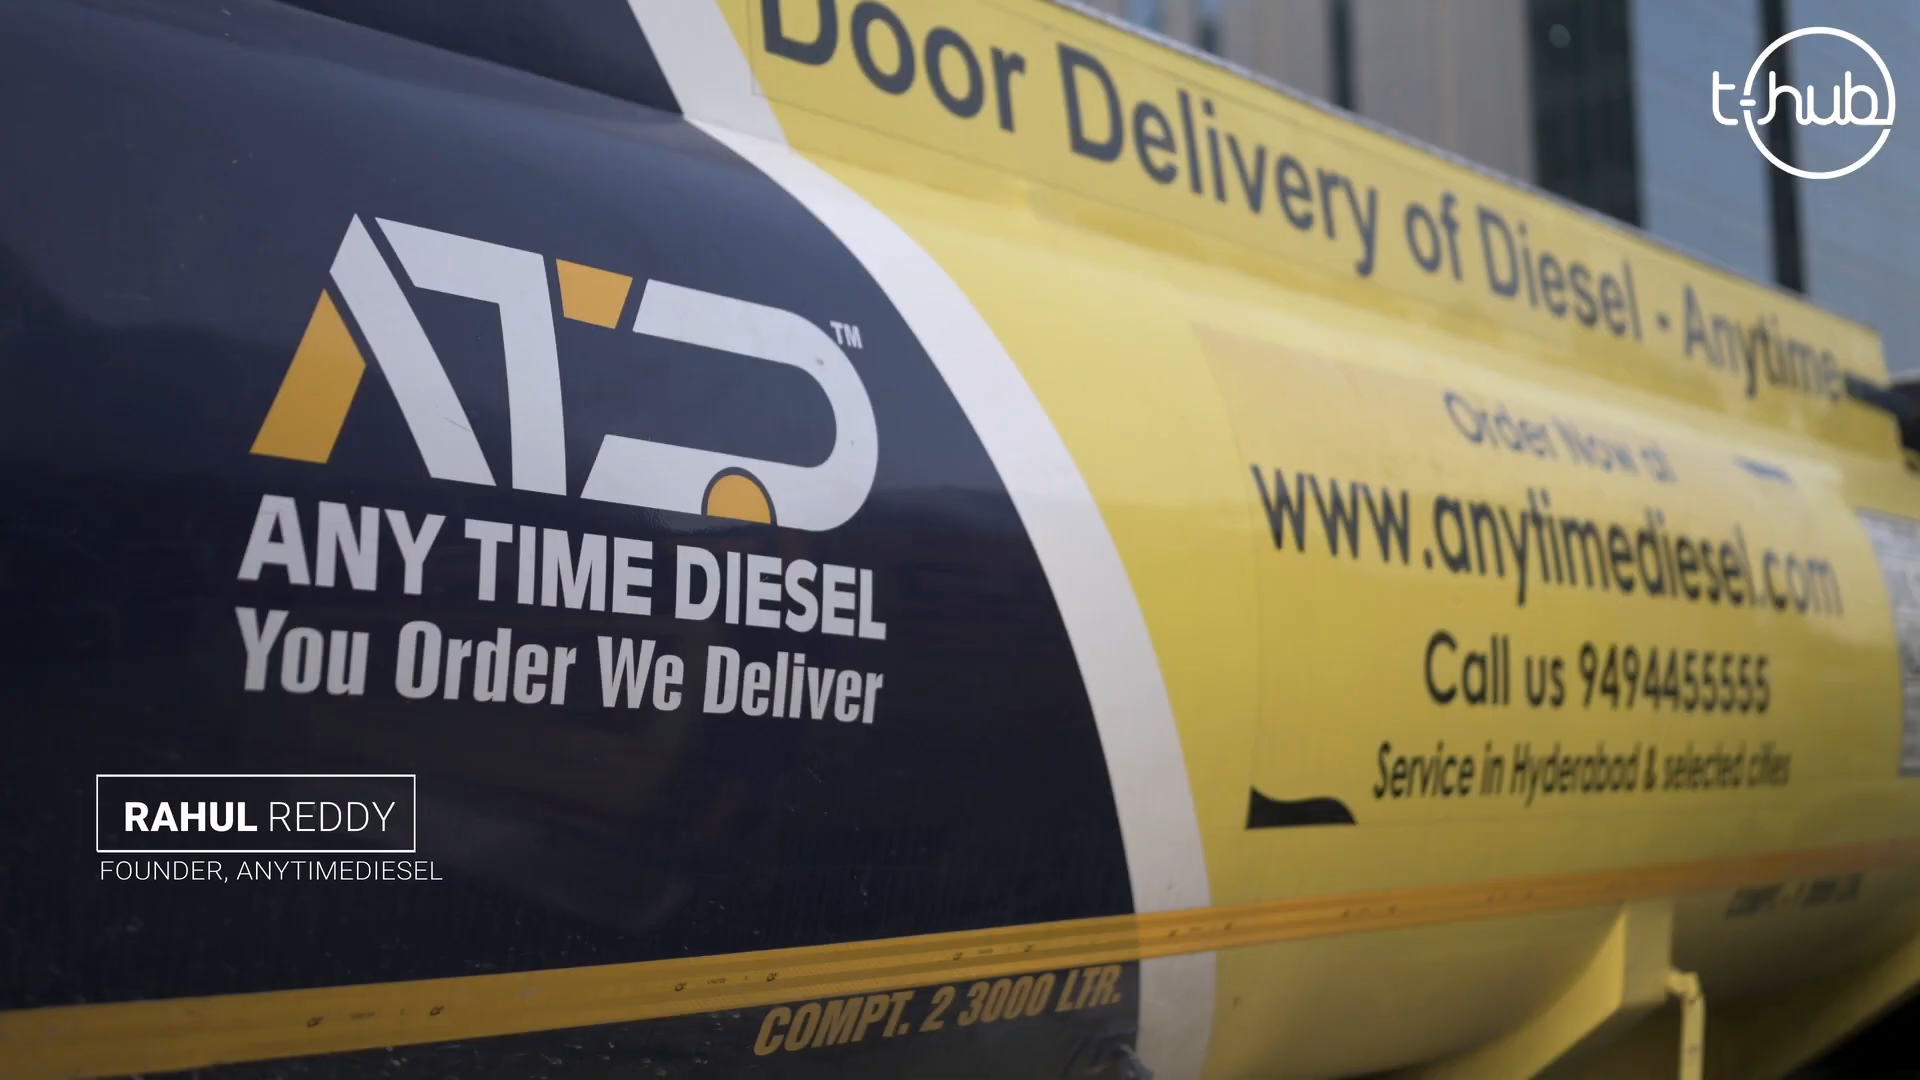 Door Delivery of Diesel - Anytime
t-hub
ATD™
ANY TIME DIESEL
You Order We Deliver
Order Now at
www.anytimediesel.com
Call us 9494455555
Service in Hyderabad & selected cities
RAHUL REDDY
FOUNDER, ANYTIMEDIESEL
COMPT. 2 3000 LTR.